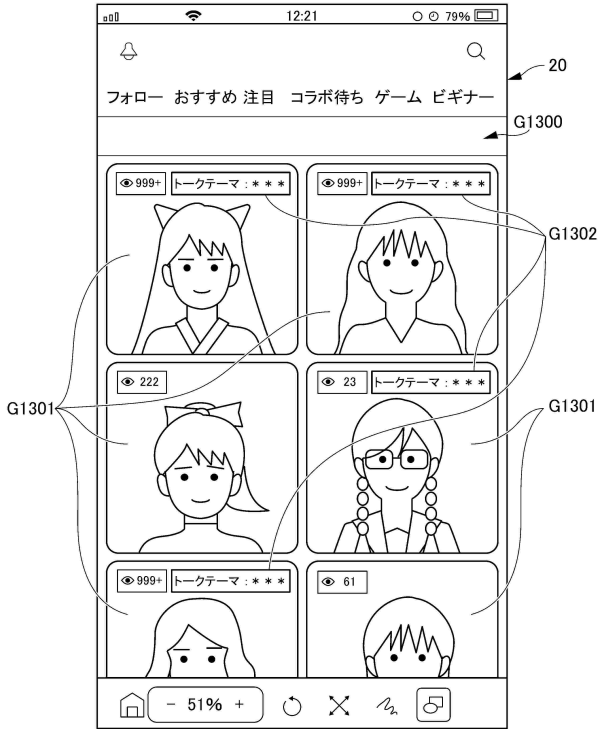 12:21 79%
20
フォロー おすすめ 注目 コラボ待ち ゲーム ビギナー
G1300
999+ トークテーマ：＊＊＊ 999+ トークテーマ：＊＊＊
G1302
222 23 トークテーマ：＊＊＊
G1301 G1301
999+ トークテーマ：＊＊＊ 61
- 51% +